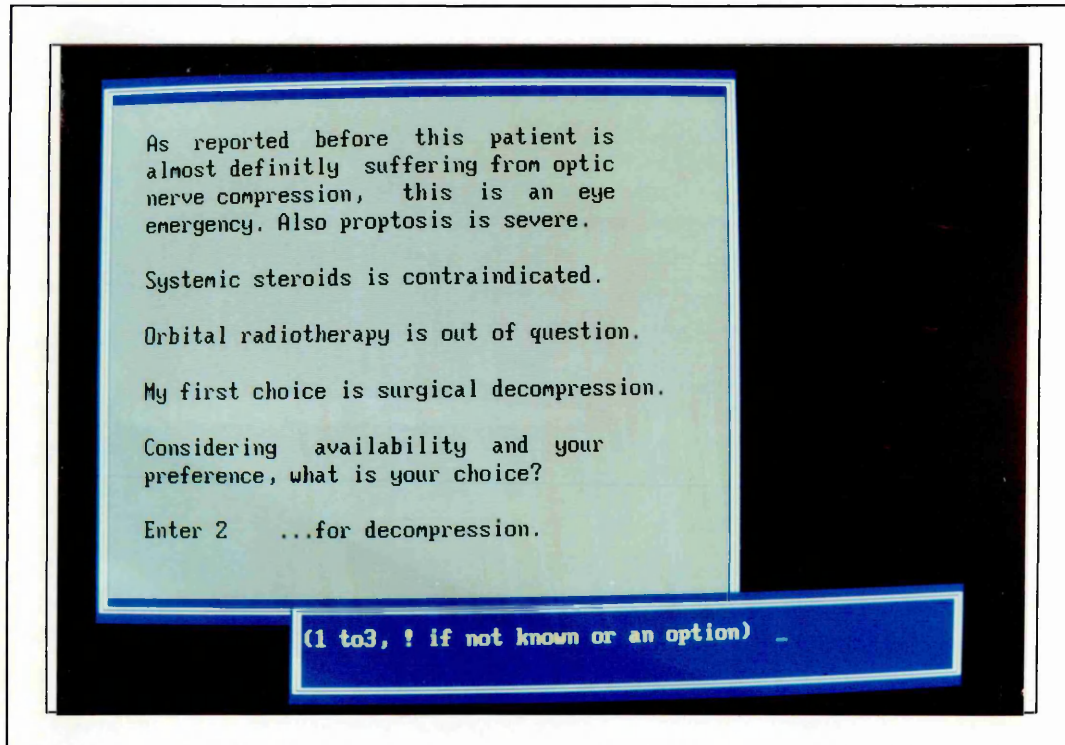 As reported before this patient is
almost definitly suffering from optic
nerve compression, this is an eye
emergency. Also proptosis is severe.
Systemic steroids is contraindicated.
Orbital radiotherapy is out of question.
My first choice is surgical decompression.
Considering availability and your
preference, what is your choice?
Enter 2 ...for decompression.
(1 to3, ! if not known or an option) _